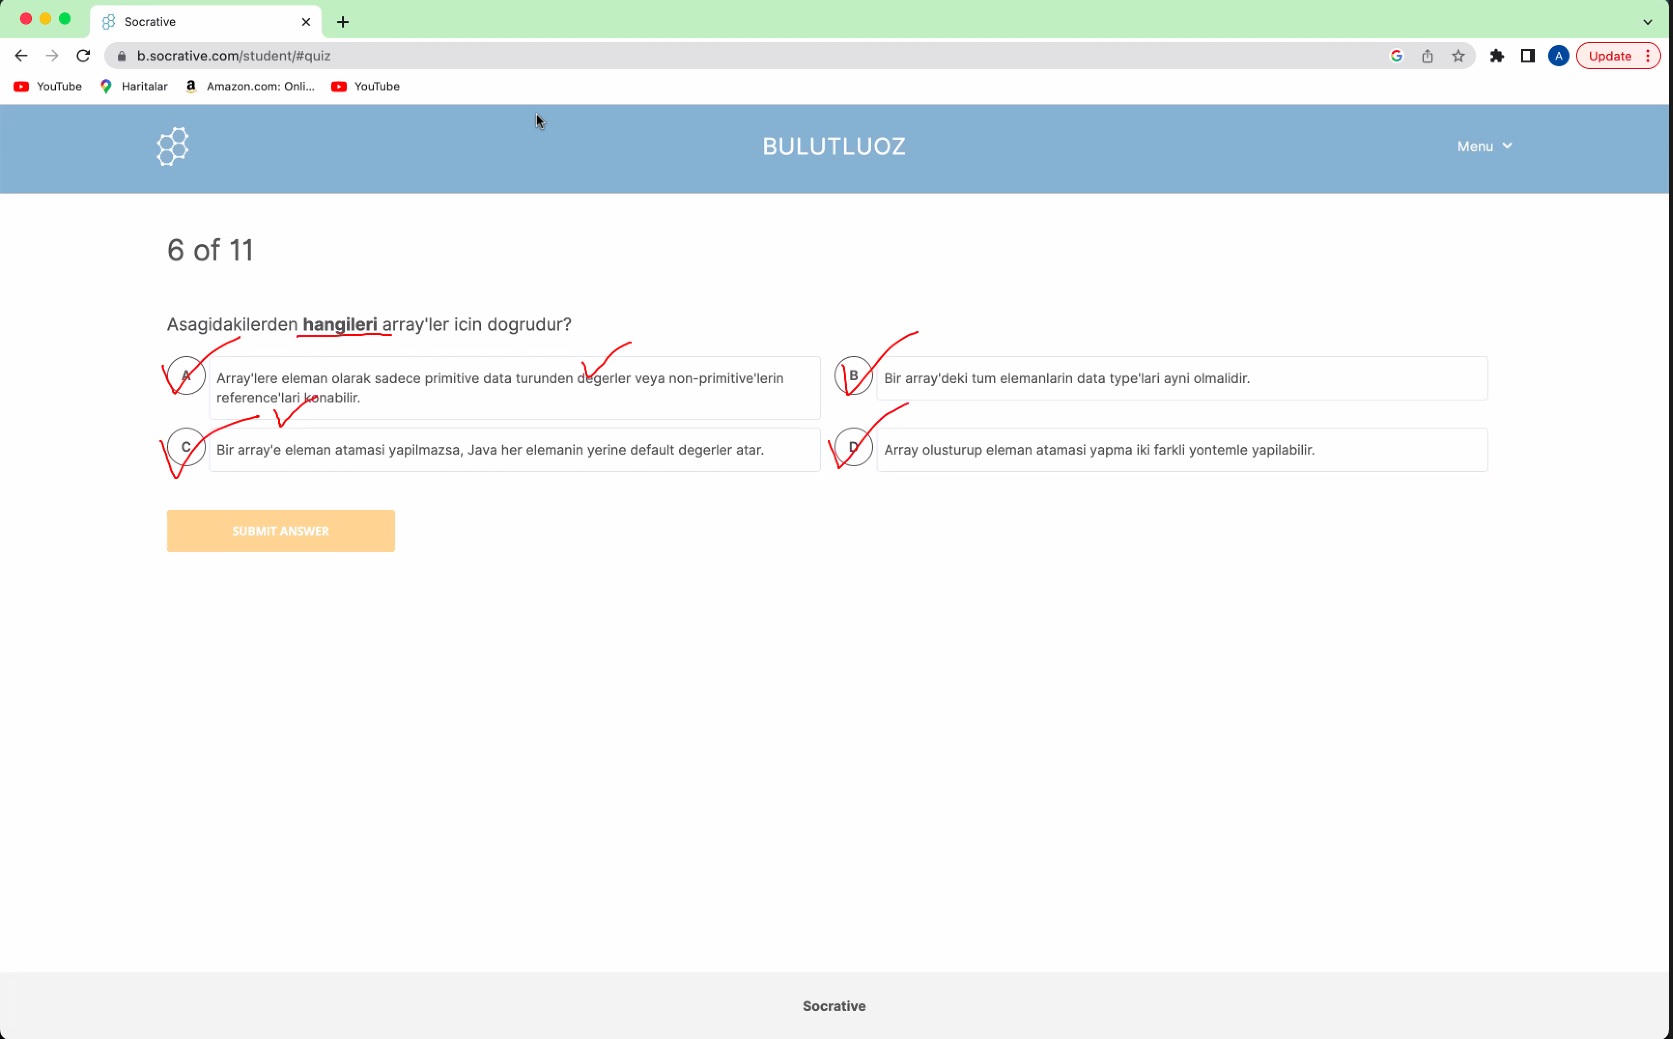 Socrative
b.socrative.com/student/#quiz
G
A
Update
YouTube
Haritalar
a
Amazon.com: Onli...
YouTube
BULUTLUOZ
Menu
6 of 11
Asagidakilerden hangileri array'ler icin dogrudur?
A
Array'lere eleman olarak sadece primitive data turunden degerler veya non-primitive'lerin
reference'lari konabilir.
B
Bir array'deki tum elemanlarin data type'lari ayni olmalidir.
C
Bir array'e eleman atamasi yapilmazsa, Java her elemanin yerine default degerler atar.
D
Array olusturup eleman atamasi yapma iki farkli yontemle yapilabilir.
SUBMIT ANSWER
Socrative